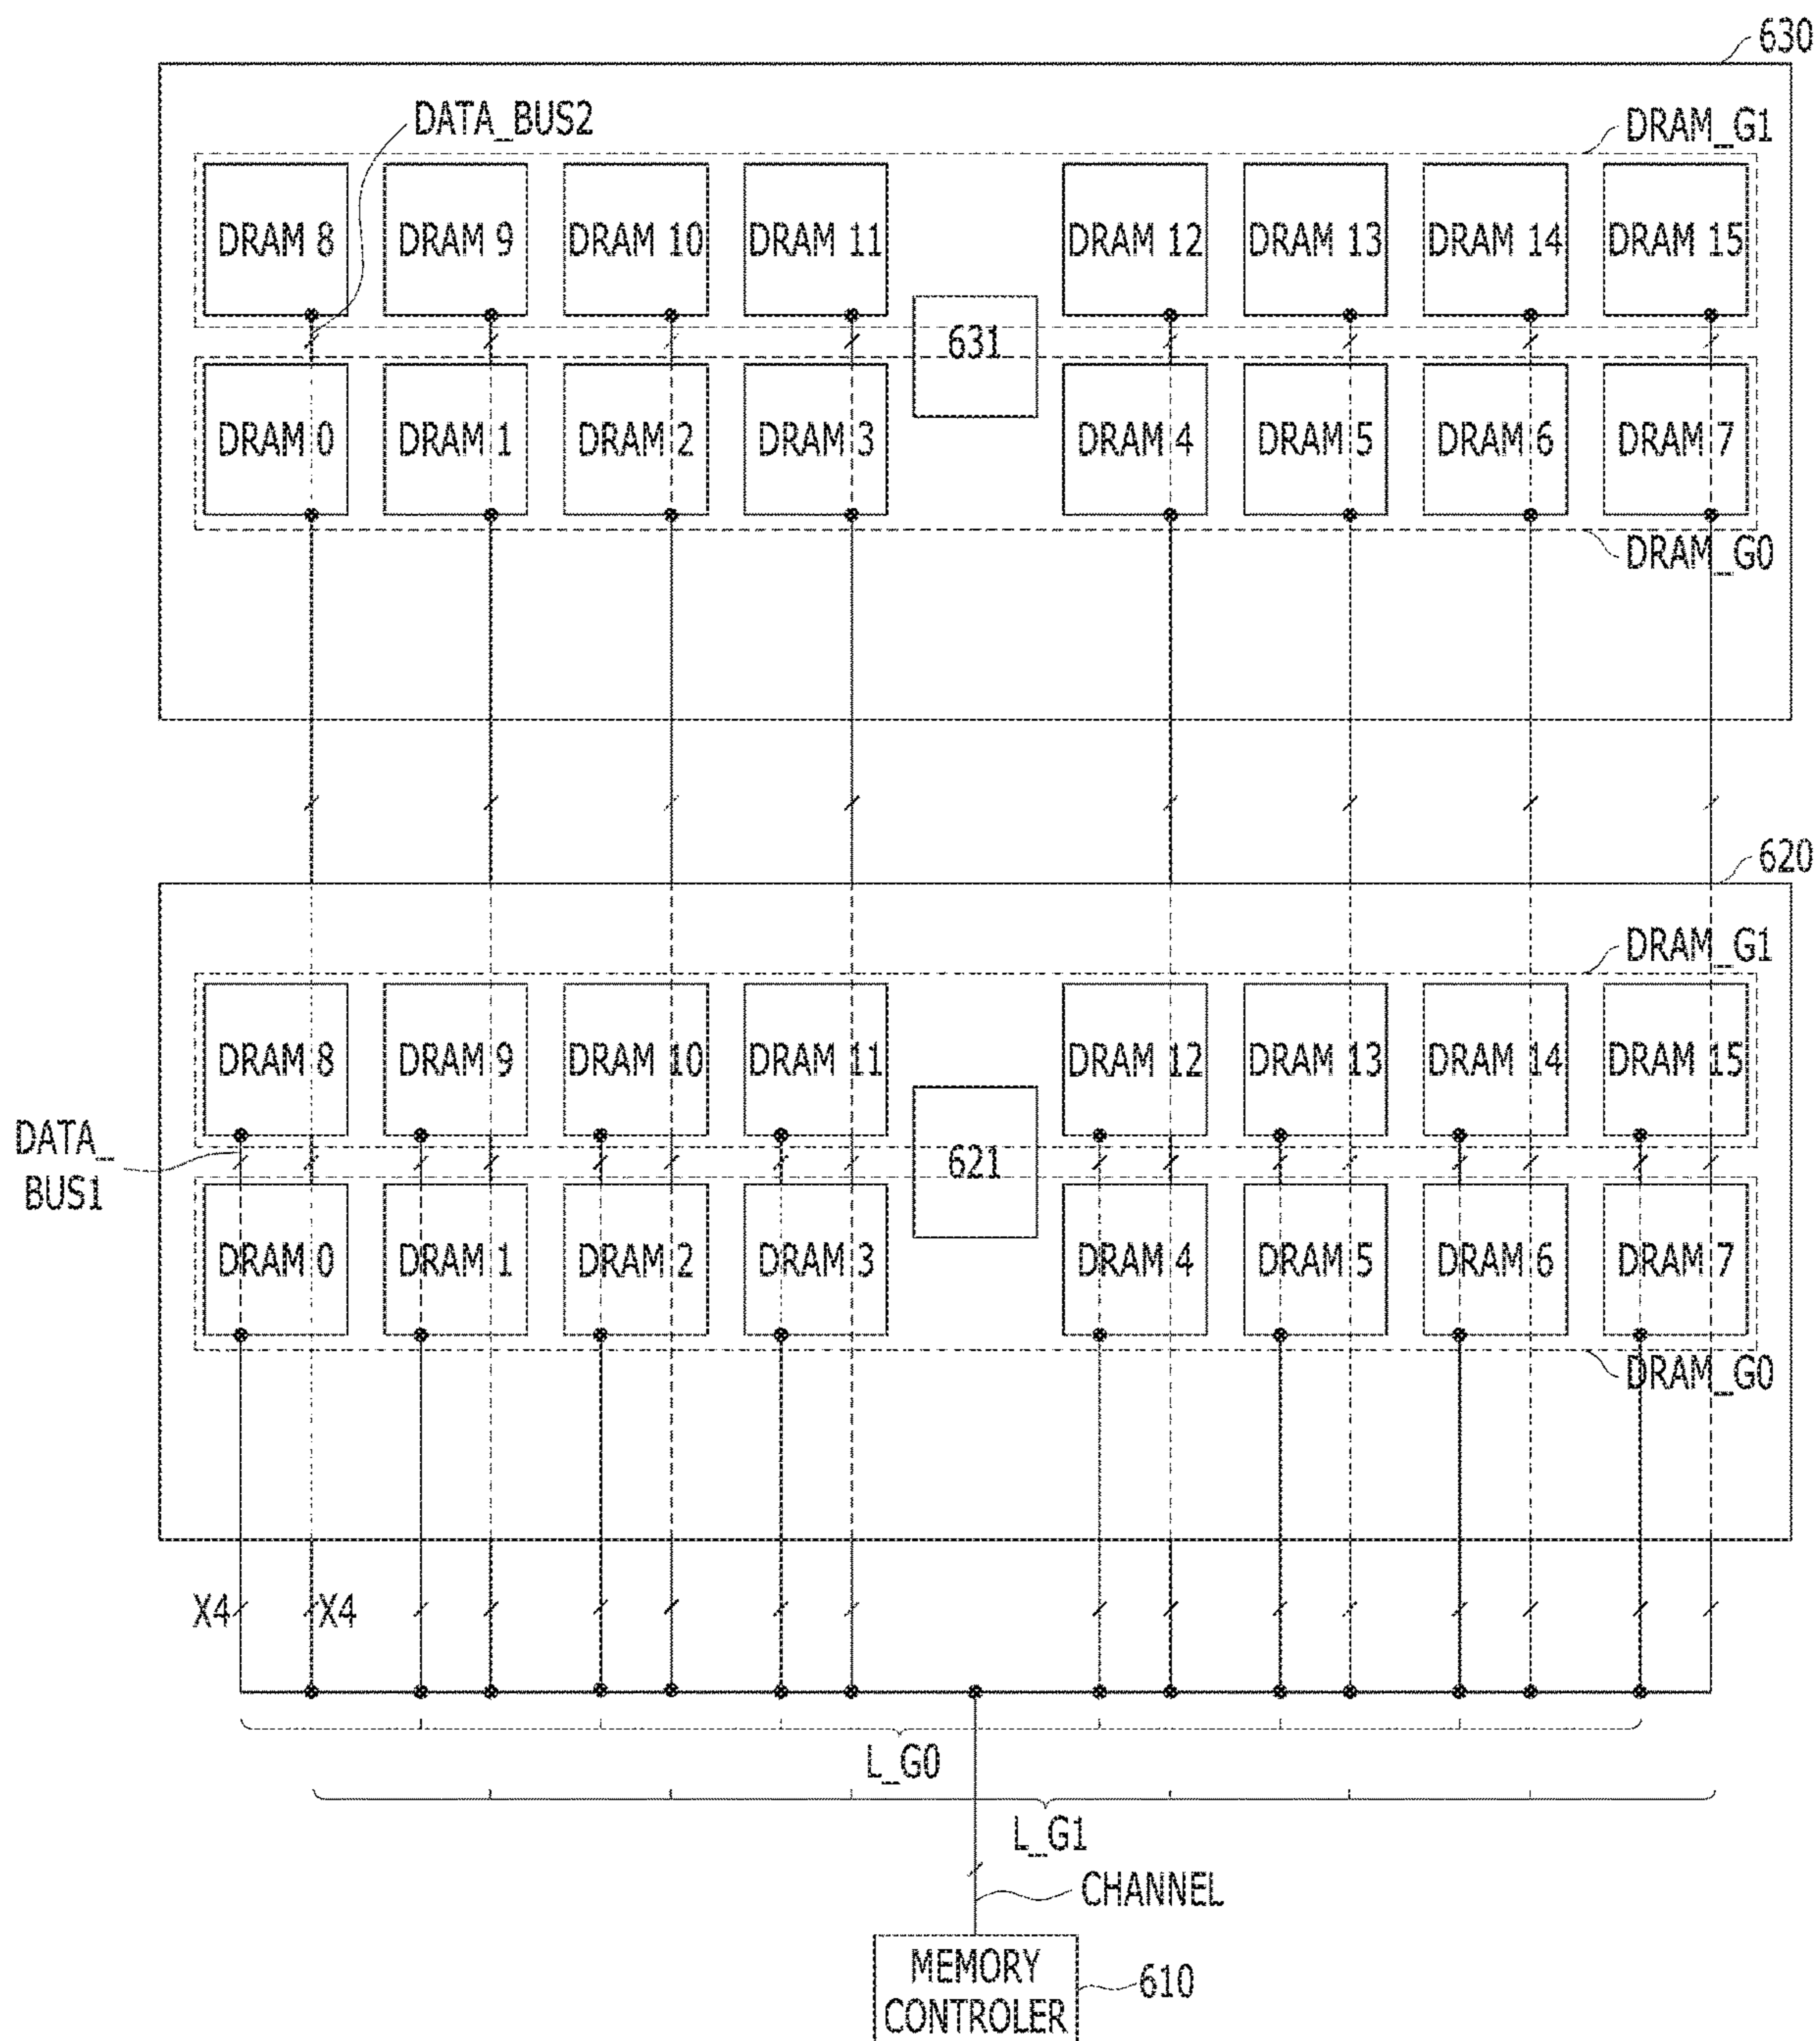 630
DATA_BUS2
DRAM_G1
DRAM 8 DRAM 9 DRAM 10 DRAM 11 DRAM 12 DRAM 13 DRAM 14 DRAM 15
631
DRAM 0 DRAM 1 DRAM 2 DRAM 3 DRAM 4 DRAM 5 DRAM 6 DRAM 7
DRAM_G0
620
DRAM_G1
DRAM 8 DRAM 9 DRAM 10 DRAM 11 DRAM 12 DRAM 13 DRAM 14 DRAM 15
DATA_
BUS1
621
DRAM 0 DRAM 1 DRAM 2 DRAM 3 DRAM 4 DRAM 5 DRAM 6 DRAM 7
DRAM_G0
X4 X4
L_G0
L_G1
CHANNEL
MEMORY
CONTROLER
610